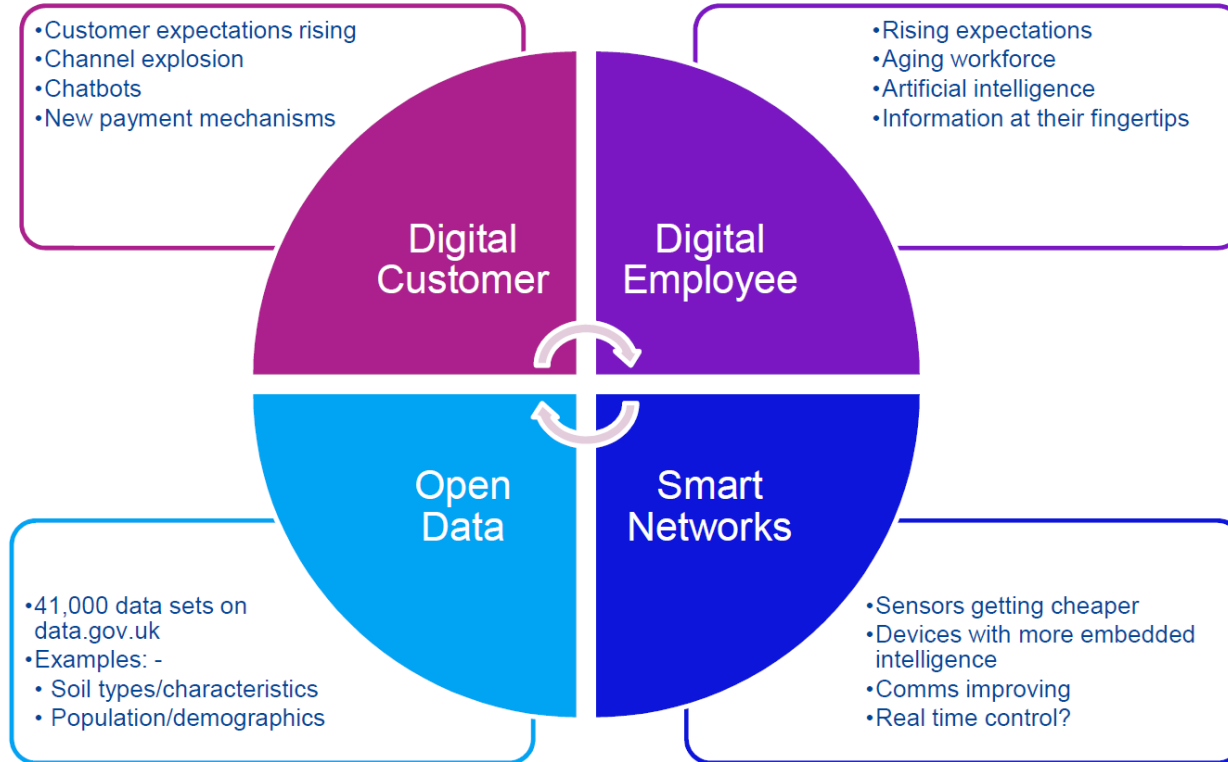 •Customer expectations rising
•Channel explosion
•Chatbots
•New payment mechanisms
•Rising expectations
•Aging workforce
•Artificial intelligence
•Information at their fingertips
Digital
Customer
Digital
Employee
Open
Data
Smart
Networks
•41,000 data sets on
data.gov.uk
•Examples: -
• Soil types/characteristics
• Population/demographics
•Sensors getting cheaper
•Devices with more embedded
intelligence
•Comms improving
•Real time control?